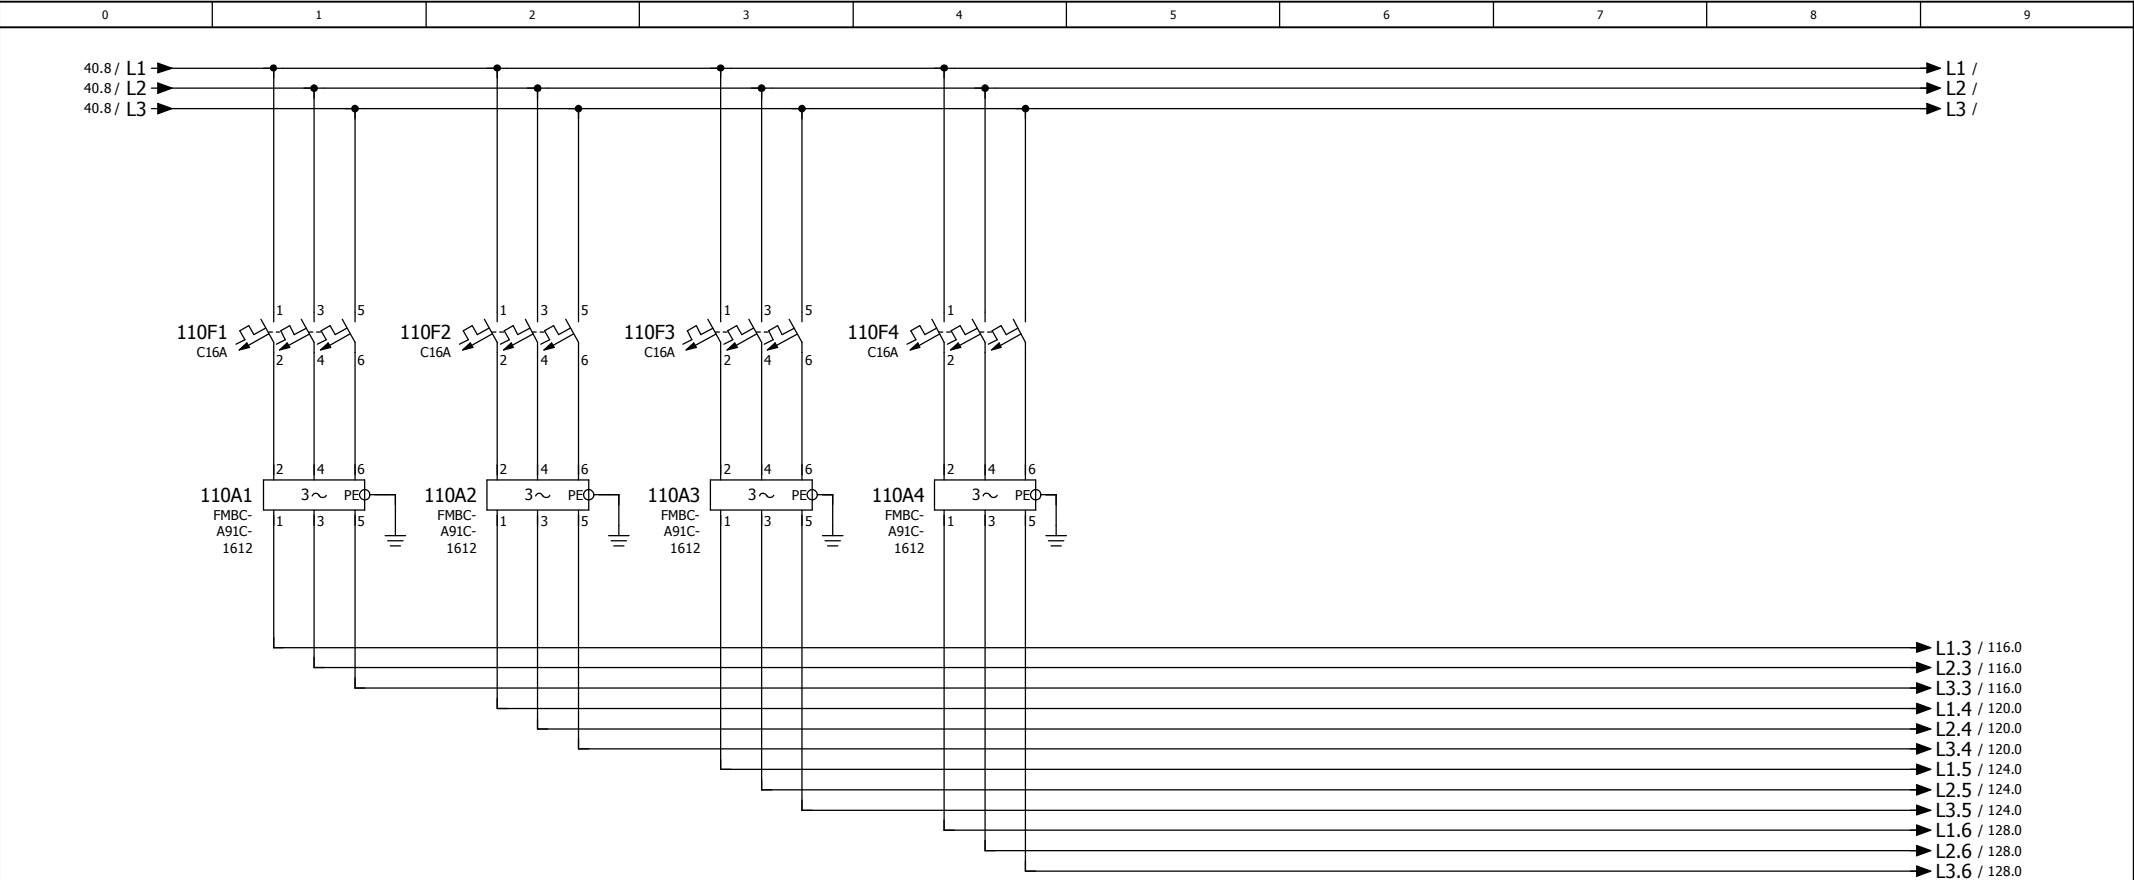 0 1 2 3 4 5 6 7 8 9
40.8 / L1 L1 /
40.8 / L2 L2 /
40.8 / L3 L3 /
1 3 5 1 3 5 1 3 5 1
110F1 110F2 110F3 110F4
C16A C16A C16A C16A
2 4 6 2 4 6 2 4 6 2
2 4 6 2 4 6 2 4 6 2 4 6
110A1 3~ PE 110A2 3~ PE 110A3 3~ PE 110A4 3~ PE
FMBC- FMBC- FMBC- FMBC-
1 3 5 1 3 5 1 3 5 1 3 5
A91C- A91C- A91C- A91C-
1612 1612 1612 1612
L1.3 / 116.0
L2.3 / 116.0
L3.3 / 116.0
L1.4 / 120.0
L2.4 / 120.0
L3.4 / 120.0
L1.5 / 124.0
L2.5 / 124.0
L3.5 / 124.0
L1.6 / 128.0
L2.6 / 128.0
L3.6 / 128.0